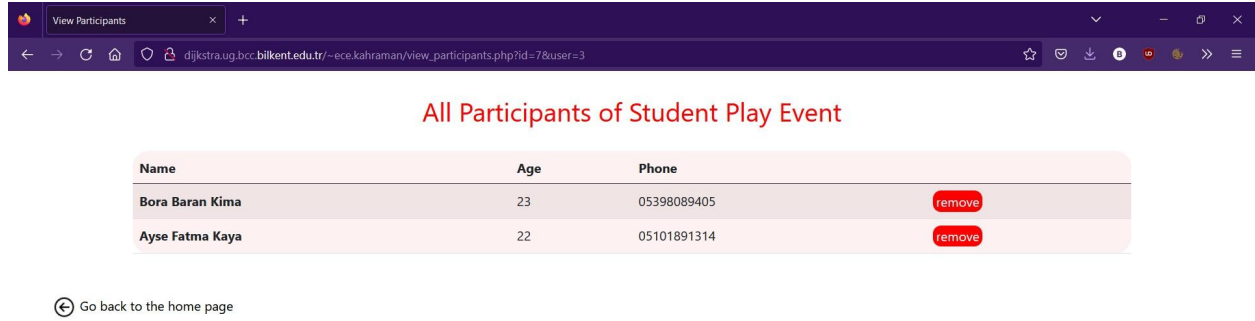 View Participants
dijkstra.ug.bcc.bilkent.edu.tr/~ece.kahraman/view_participants.php?id=7&user=3
All Participants of Student Play Event
Name Age Phone
Bora Baran Kima 23 05398089405 remove
Ayse Fatma Kaya 22 05101891314 remove
Go back to the home page